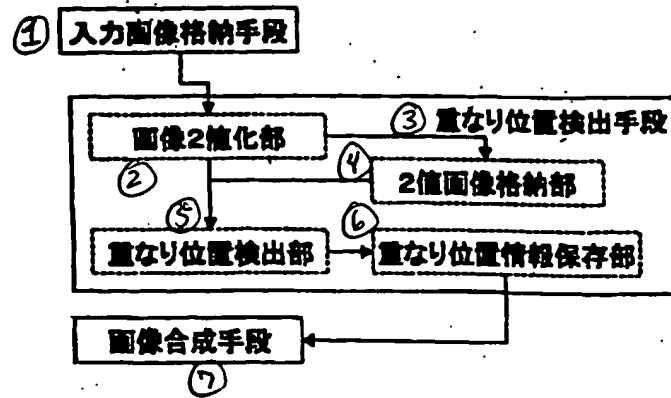 ① 入力画像格納手段
画像2値化部
③ 重なり位置検出手段
②
④
2値画像格納部
⑤
⑥
重なり位置検出部
重なり位置情報保存部
画像合成手段
⑦